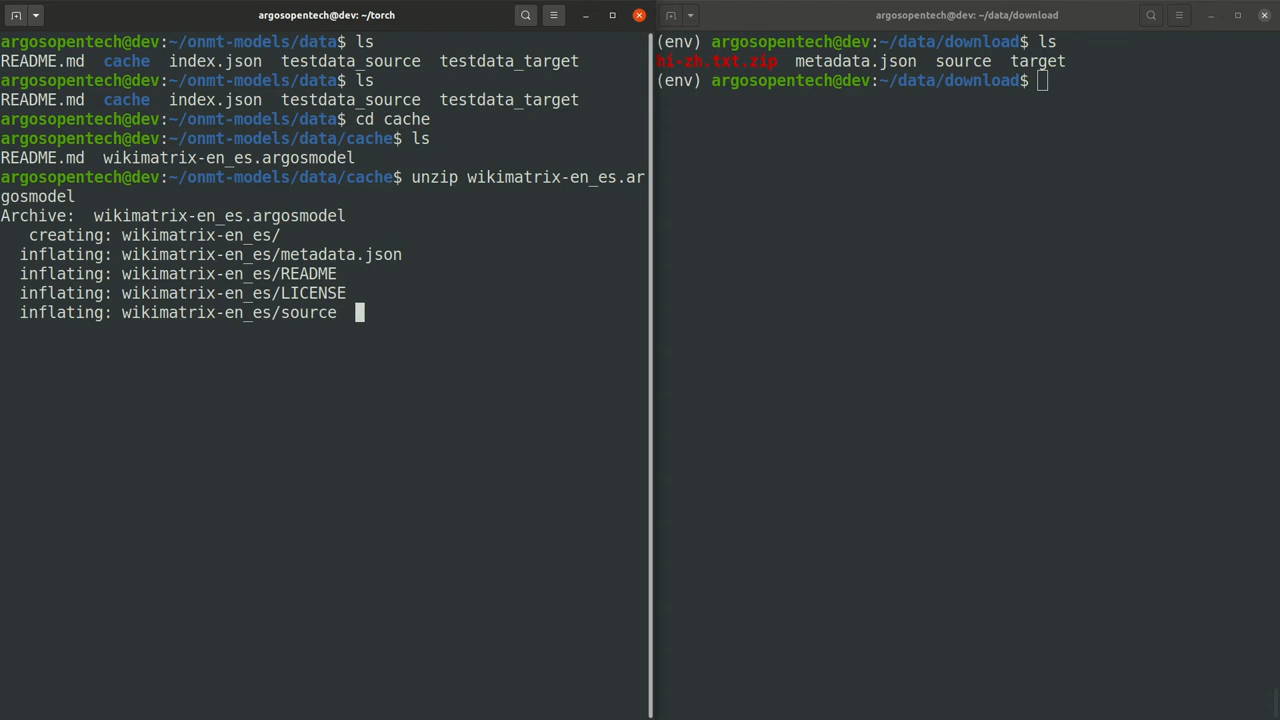 argosopentech@dev: ~/torch
argosopentech@dev:~/onmt-models/data$ ls
README.md  cache  index.json  testdata_source  testdata_target
argosopentech@dev:~/onmt-models/data$ ls
README.md  cache  index.json  testdata_source  testdata_target
argosopentech@dev:~/onmt-models/data$ cd cache
argosopentech@dev:~/onmt-models/data/cache$ ls
README.md  wikimatrix-en_es.argosmodel
argosopentech@dev:~/onmt-models/data/cache$ unzip wikimatrix-en_es.ar
gosmodel
Archive:  wikimatrix-en_es.argosmodel
   creating: wikimatrix-en_es/
  inflating: wikimatrix-en_es/metadata.json
  inflating: wikimatrix-en_es/README
  inflating: wikimatrix-en_es/LICENSE
  inflating: wikimatrix-en_es/source
argosopentech@dev: ~/data/download
(env) argosopentech@dev:~/data/download$ ls
hi-zh.txt.zip  metadata.json  source  target
(env) argosopentech@dev:~/data/download$